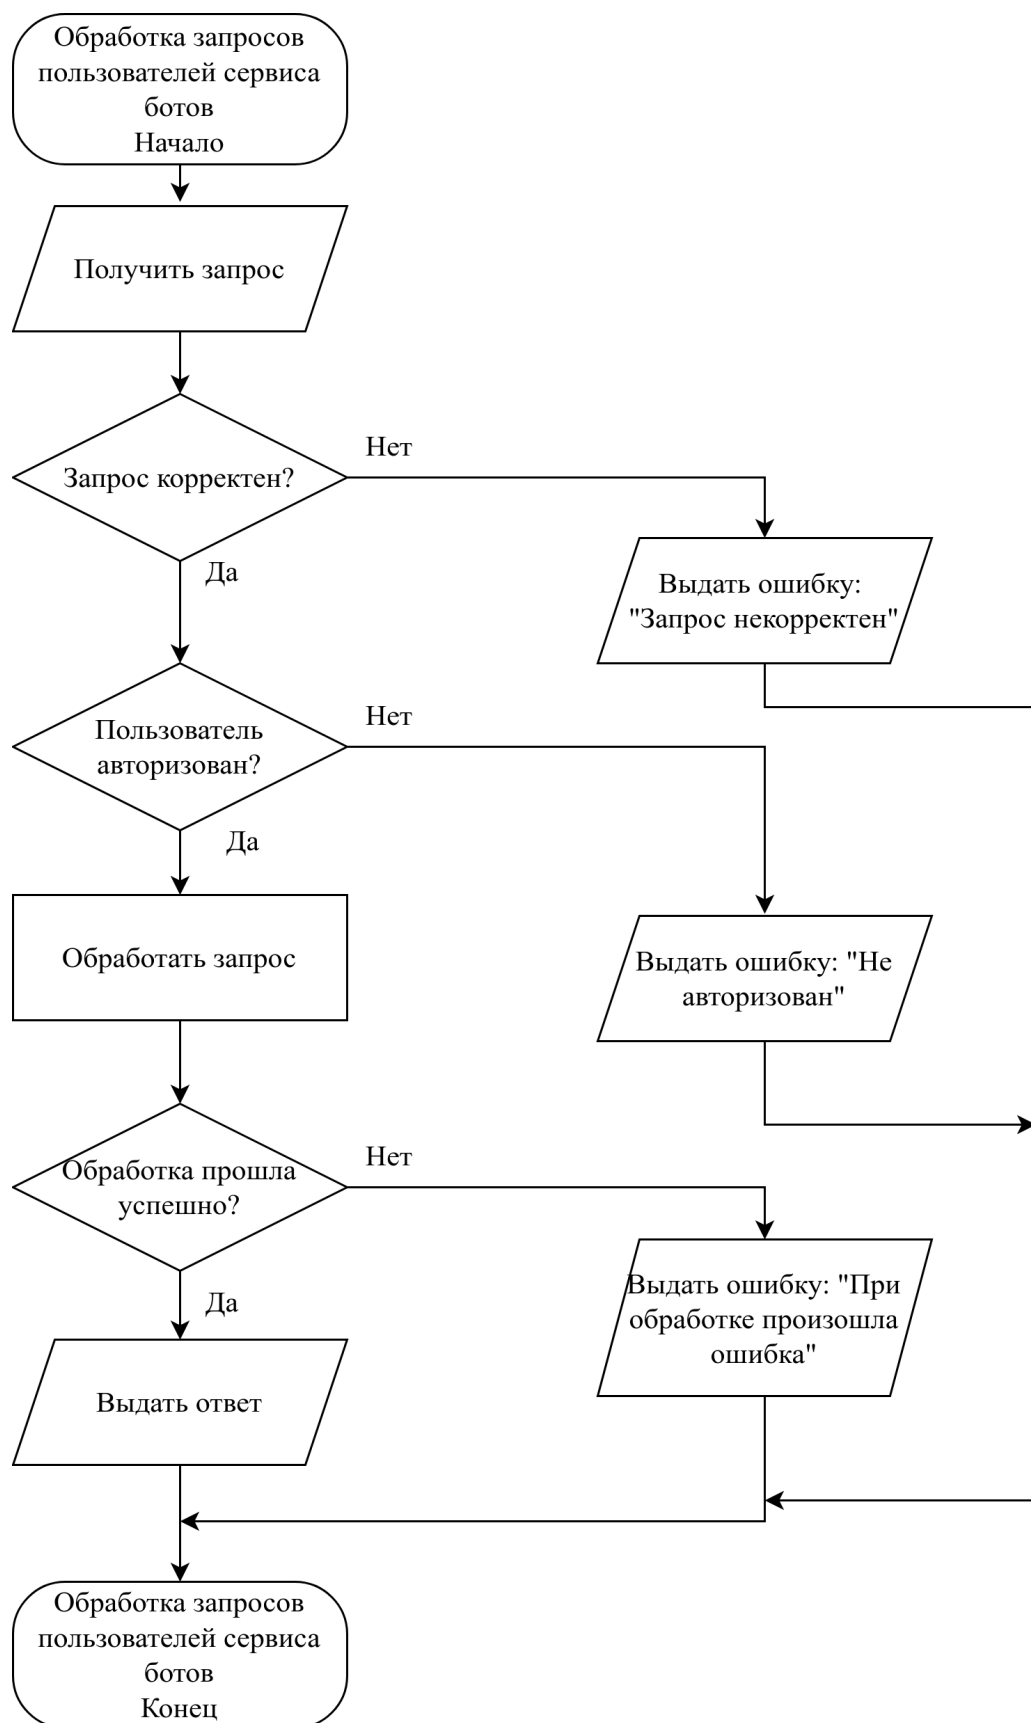 Обработка запросов
пользователей сервиса
ботов
Начало
Получить запрос
Запрос корректен?
Нет
Да
Выдать ошибку:
"Запрос некорректен"
Пользователь
авторизован?
Нет
Да
Обработать запрос
Выдать ошибку: "Не
авторизован"
Обработка прошла
успешно?
Нет
Да
Выдать ошибку: "При
обработке произошла
ошибка"
Выдать ответ
Обработка запросов
пользователей сервиса
ботов
Конец